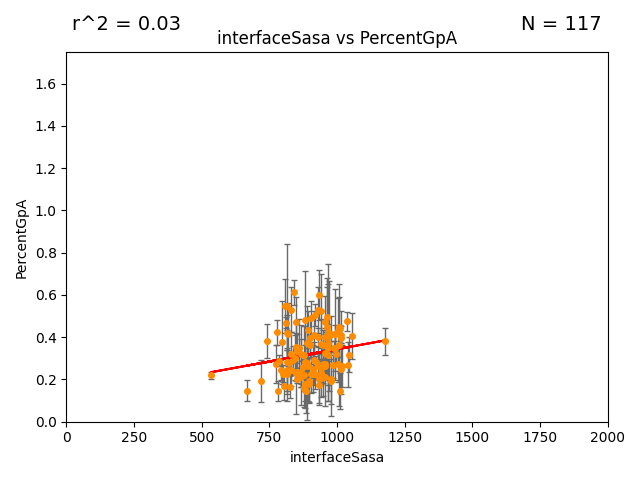 r^2 = 0.03
N = 117
interfaceSasa vs PercentGpA
1.6
1.4
1.2
1.0
0.8
0.6
0.4
0.2
0.0
PercentGpA
0 250 500 750 1000 1250 1500 1750 2000
interfaceSasa